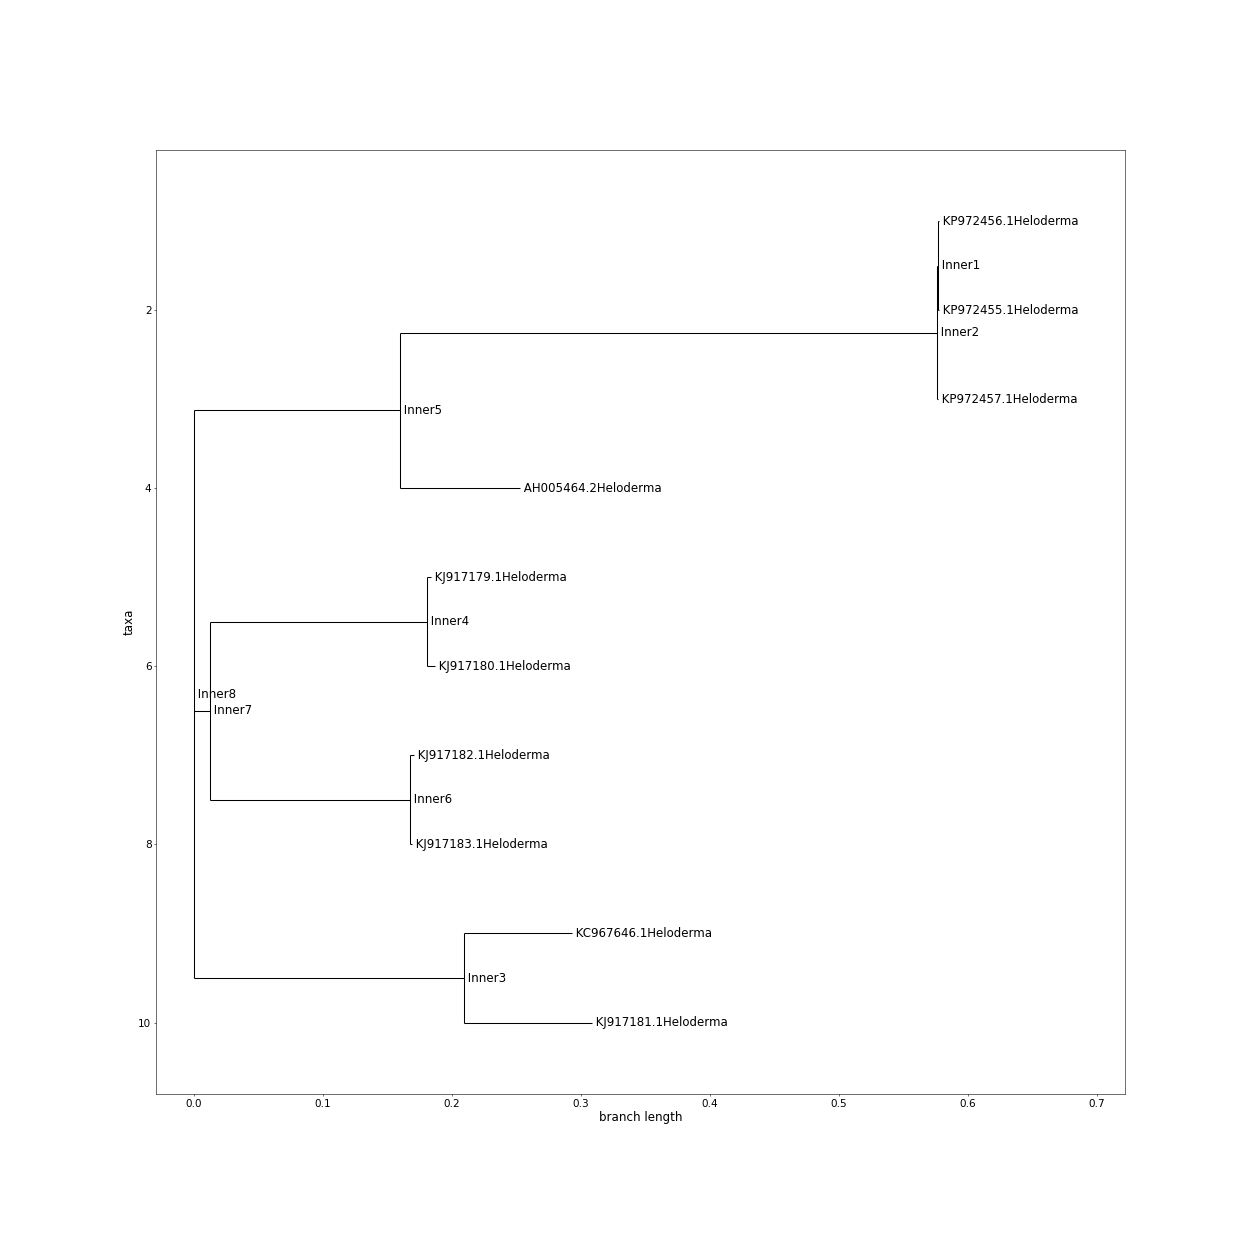 KP972456.1Heloderma
Inner1
2
KP972455.1Heloderma
Inner2
KP972457.1Heloderma
Inner5
4
AH005464.2Heloderma
KJ917179.1Heloderma
taxa
Inner4
6
KJ917180.1Heloderma
Inner8
Inner7
KJ917182.1Heloderma
Inner6
8
KJ917183.1Heloderma
KC967646.1Heloderma
Inner3
10
KJ917181.1Heloderma
0.0 0.1 0.2 0.3 0.4 0.5 0.6 0.7
branch length